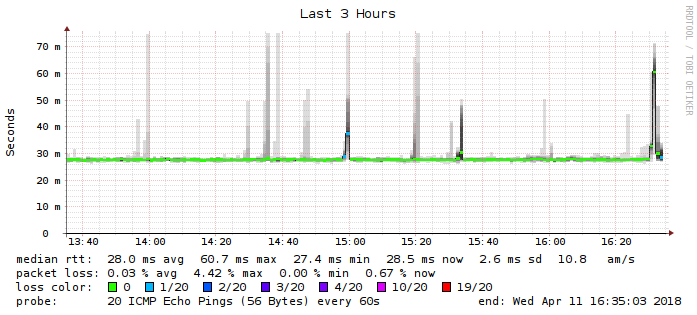 Last 3 Hours
RRDTOOL / TOBI OETIKER
Seconds
70 m
60 m
50 m
40 m
30 m
20 m
10 m
0
13:40 14:00 14:20 14:40 15:00 15:20 15:40 16:00 16:20
median rtt: 28.0 ms avg 60.7 ms max 27.4 ms min 28.5 ms now 2.6 ms sd 10.8 am/s
packet loss: 0.03 % avg 4.42 % max 0.00 % min 0.67 % now
loss color: 0 1/20 2/20 3/20 4/20 10/20 19/20
probe: 20 ICMP Echo Pings (56 Bytes) every 60s end: Wed Apr 11 16:35:03 2018